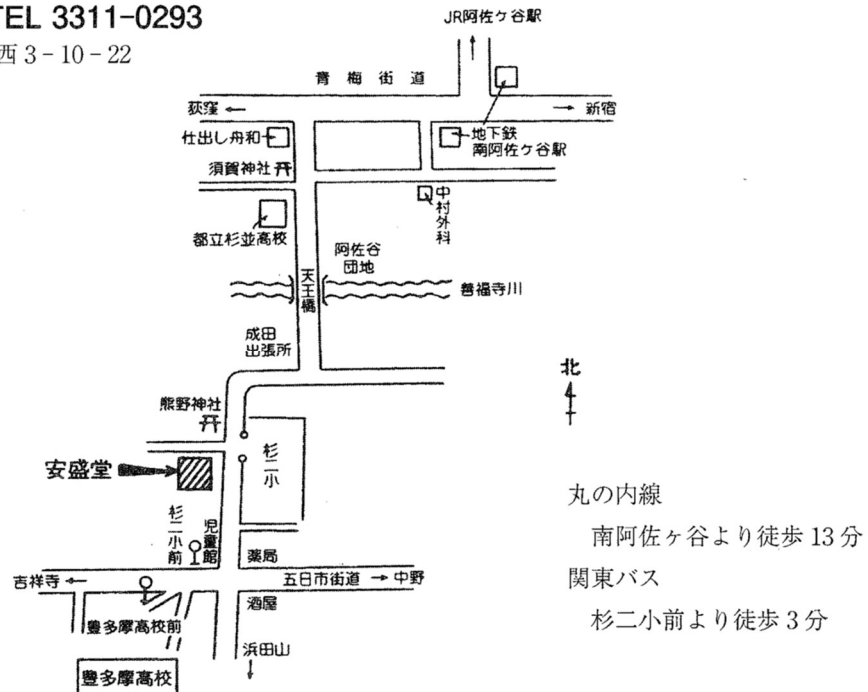 TEL 3311-0293
西 3-10-22
JR阿佐ケ谷駅
青梅街道
荻窪 ←
→ 新宿
仕出し舟和
地下鉄
南阿佐ケ谷駅
須賀神社
中村外科
都立杉並高校
阿佐谷
団地
天王橋
善福寺川
成田
出張所
北
熊野神社
杉二小
安盛堂
杉二小前
児童館
薬局
吉祥寺 ←
五日市街道 → 中野
酒屋
豊多摩高校前
浜田山
豊多摩高校
丸の内線
南阿佐ヶ谷より徒歩 13 分
関東バス
杉二小前より徒歩 3 分